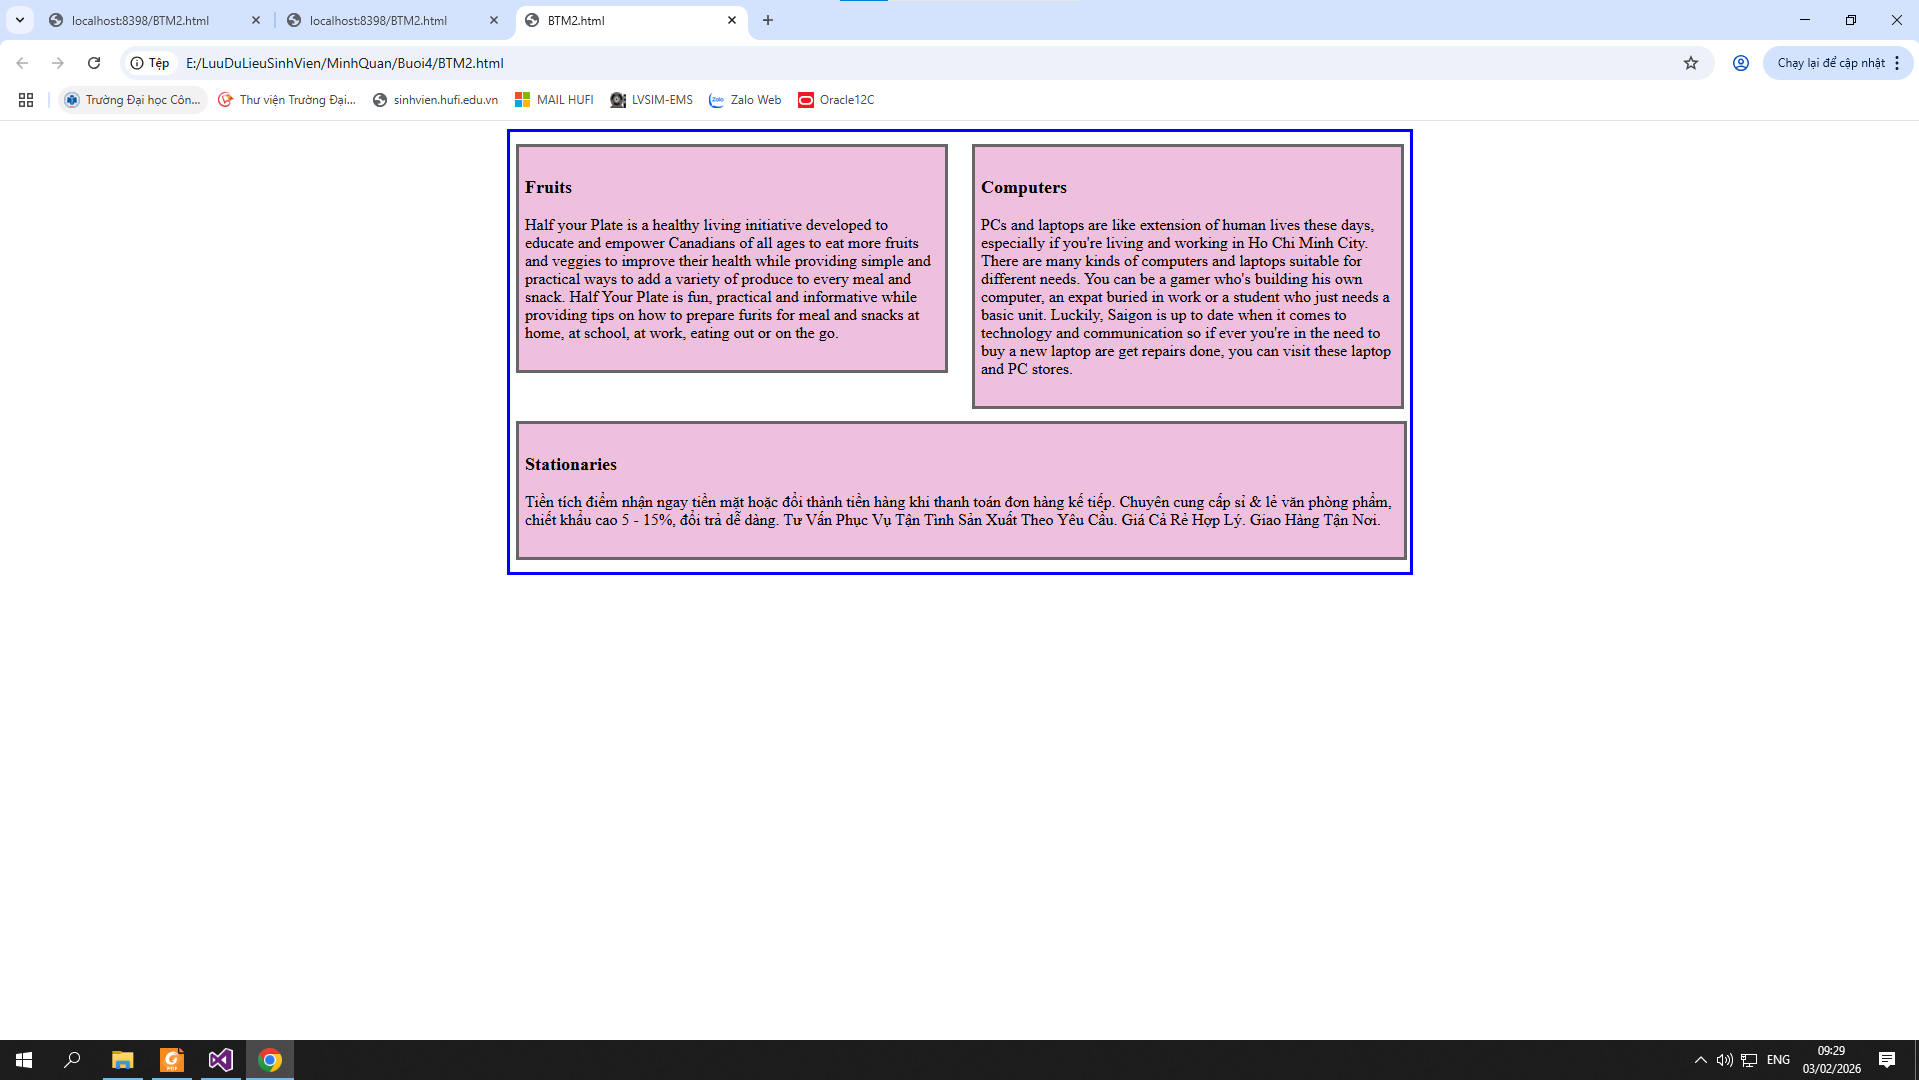 localhost:8398/BTM2.html
localhost:8398/BTM2.html
BTM2.html
Tệp
E:/LuuDuLieuSinhVien/MinhQuan/Buoi4/BTM2.html
Chạy lại để cập nhật
Trường Đại học Côn...
Thư viện Trường Đại...
sinhvien.hufi.edu.vn
MAIL HUFI
LVSIM-EMS
Zalo Web
Oracle12C
Fruits
Half your Plate is a healthy living initiative developed to
educate and empower Canadians of all ages to eat more fruits
and veggies to improve their health while providing simple and
practical ways to add a variety of produce to every meal and
snack. Half Your Plate is fun, practical and informative while
providing tips on how to prepare furits for meal and snacks at
home, at school, at work, eating out or on the go.
Computers
PCs and laptops are like extension of human lives these days,
especially if you're living and working in Ho Chi Minh City.
There are many kinds of computers and laptops suitable for
different needs. You can be a gamer who's building his own
computer, an expat buried in work or a student who just needs a
basic unit. Luckily, Saigon is up to date when it comes to
technology and communication so if ever you're in the need to
buy a new laptop are get repairs done, you can visit these laptop
and PC stores.
Stationaries
Tiền tích điểm nhận ngay tiền mặt hoặc đổi thành tiền hàng khi thanh toán đơn hàng kế tiếp. Chuyên cung cấp sỉ & lẻ văn phòng phẩm,
chiết khấu cao 5 - 15%, đổi trả dễ dàng. Tư Vấn Phục Vụ Tận Tình Sản Xuất Theo Yêu Cầu. Giá Cả Rẻ Hợp Lý. Giao Hàng Tận Nơi.
ENG
09:29
03/02/2026